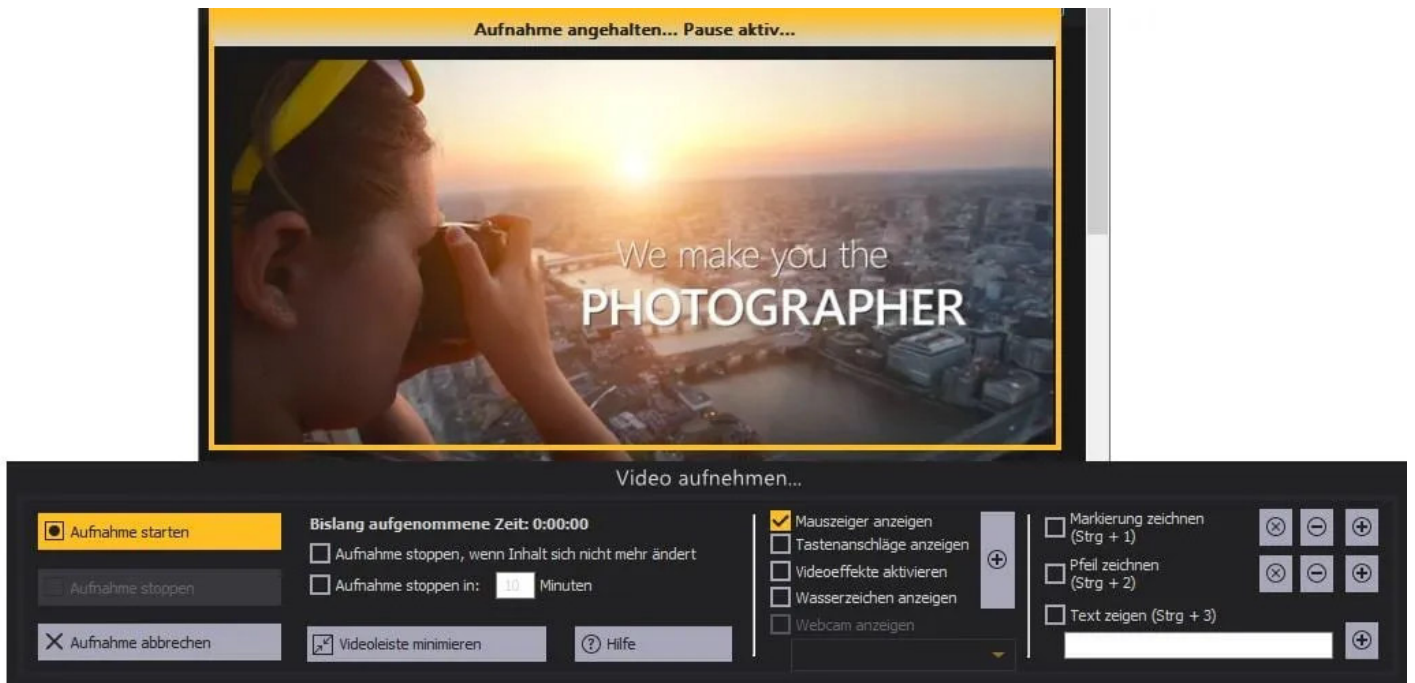 Aufnahme angehalten... Pause aktiv...
We make you the
PHOTOGRAPHER
Video aufnehmen...
Aufnahme starten
Aufnahme stoppen
Aufnahme abbrechen
Bislang aufgenommene Zeit: 0:00:00
Aufnahme stoppen, wenn Inhalt sich nicht mehr ändert
Aufnahme stoppen in: 10 Minuten
Videoleiste minimieren
Hilfe
Mauszeiger anzeigen
Tastenanschläge anzeigen
Videoeffekte aktivieren
Wasserzeichen anzeigen
Webcam anzeigen
Markierung zeichnen
(Strg + 1)
Pfeil zeichnen
(Strg + 2)
Text zeigen (Strg + 3)